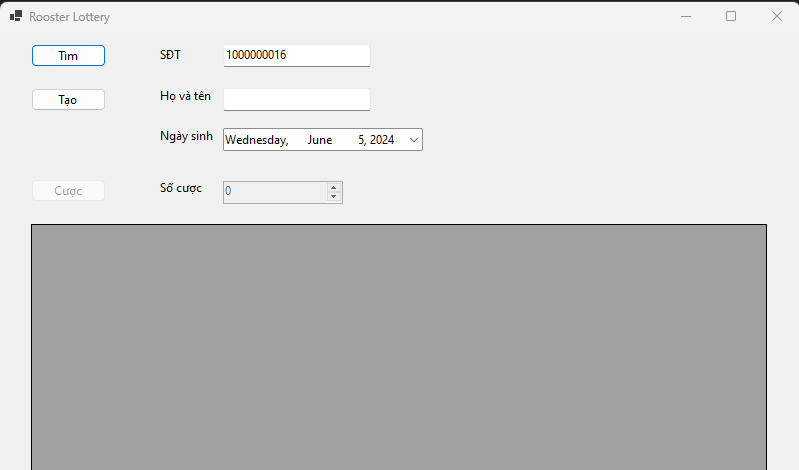 Rooster Lottery
Tìm SĐT 1000000016
Tạo Họ và tên
Ngày sinh Wednesday, June 5, 2024
Cược Số cược 0